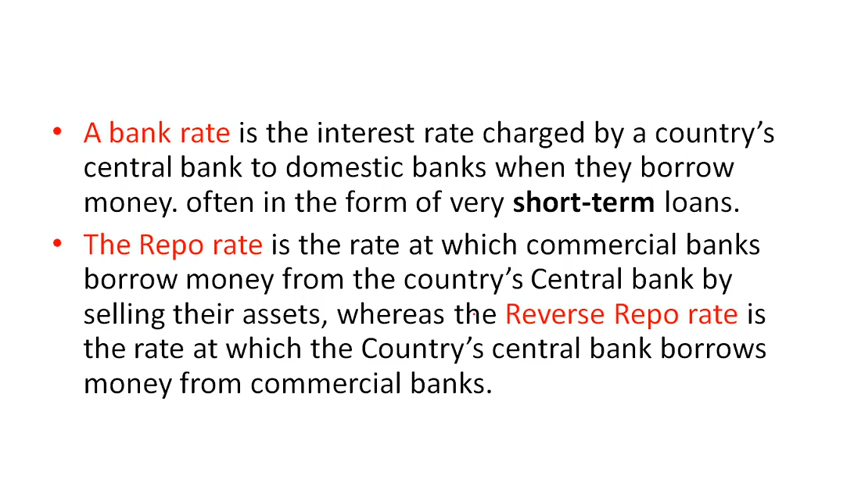 • A bank rate is the interest rate charged by a country’s
central bank to domestic banks when they borrow
money. often in the form of very short-term loans.
• The Repo rate is the rate at which commercial banks
borrow money from the country’s Central bank by
selling their assets, whereas the Reverse Repo rate is
the rate at which the Country’s central bank borrows
money from commercial banks.